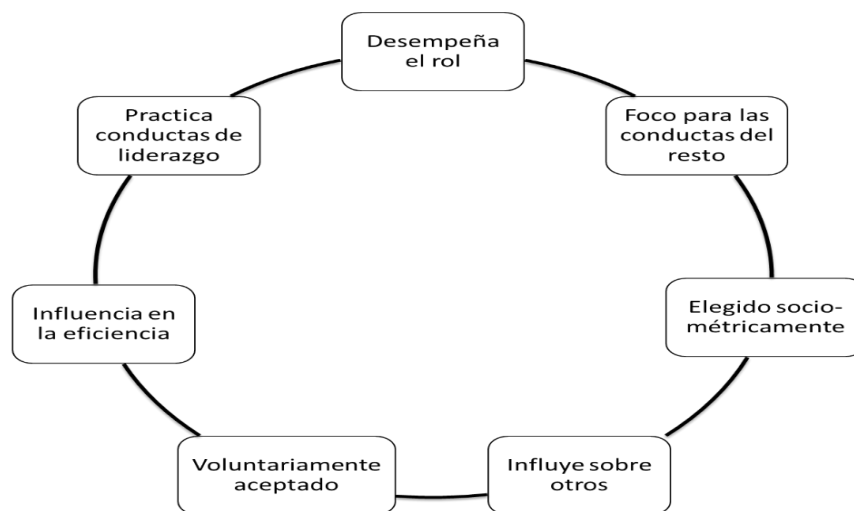 Desempeña
el rol
Foco para las
conductas del
resto
Elegido socio-
métricamente
Influye sobre
otros
Voluntariamente
aceptado
Influencia en
la eficiencia
Practica
conductas de
liderazgo